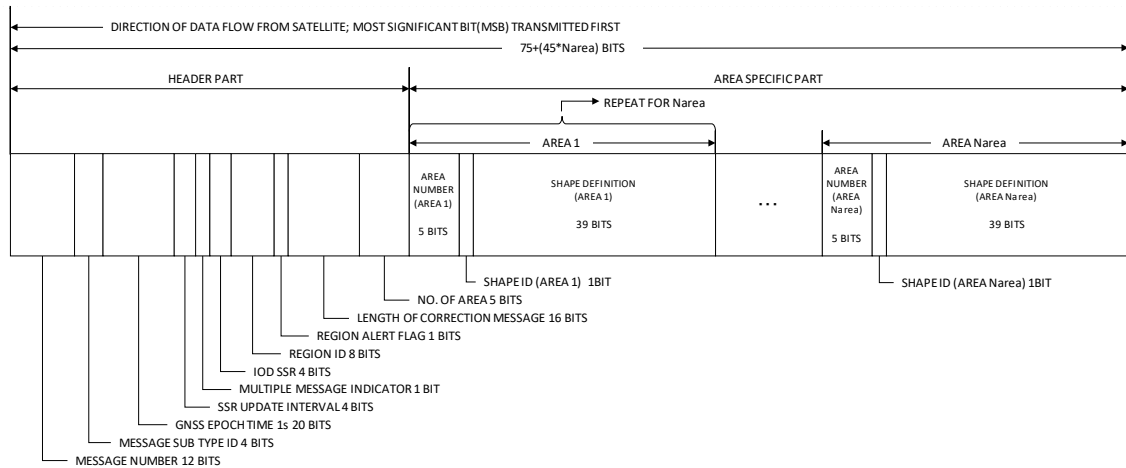 DIRECTION OF DATA FLOW FROM SATELLITE; MOST SIGNIFICANT BIT(MSB) TRANSMITTED FIRST
75+(45*Narea) BITS
HEADER PART
AREA SPECIFIC PART
REPEAT FOR Narea
AREA 1
AREA Narea
AREA
NUMBER
(AREA 1)
5 BITS
SHAPE DEFINITION
(AREA 1)
39 BITS
...
AREA
NUMBER
(AREA
Narea)
5 BITS
SHAPE DEFINITION
(AREA Narea)
39 BITS
SHAPE ID (AREA 1) 1BIT
SHAPE ID (AREA Narea) 1BIT
NO. OF AREA 5 BITS
LENGTH OF CORRECTION MESSAGE 16 BITS
REGION ALERT FLAG 1 BITS
REGION ID 8 BITS
IOD SSR 4 BITS
MULTIPLE MESSAGE INDICATOR 1 BIT
SSR UPDATE INTERVAL 4 BITS
GNSS EPOCH TIME 1s 20 BITS
MESSAGE SUB TYPE ID 4 BITS
MESSAGE NUMBER 12 BITS